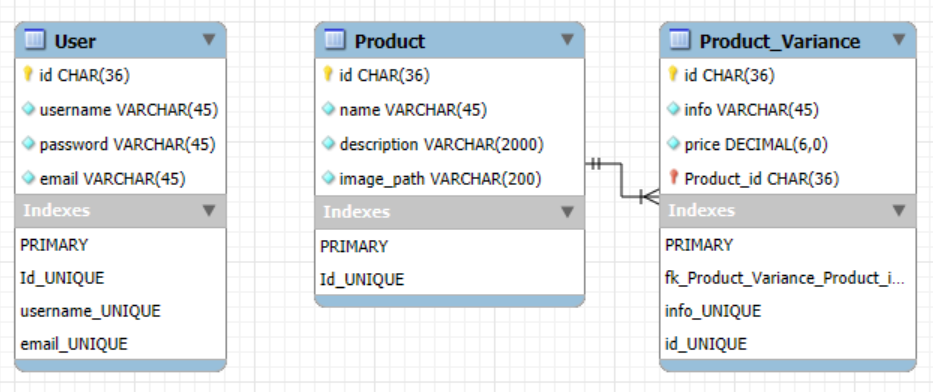 User
id CHAR(36)
username VARCHAR(45)
password VARCHAR(45)
email VARCHAR(45)
Indexes
PRIMARY
Id_UNIQUE
username_UNIQUE
email_UNIQUE
Product
id CHAR(36)
name VARCHAR(45)
description VARCHAR(2000)
image_path VARCHAR(200)
Indexes
PRIMARY
Id_UNIQUE
Product_Variance
id CHAR(36)
info VARCHAR(45)
price DECIMAL(6,0)
Product_id CHAR(36)
Indexes
PRIMARY
fk_Product_Variance_Product_i...
info_UNIQUE
id_UNIQUE